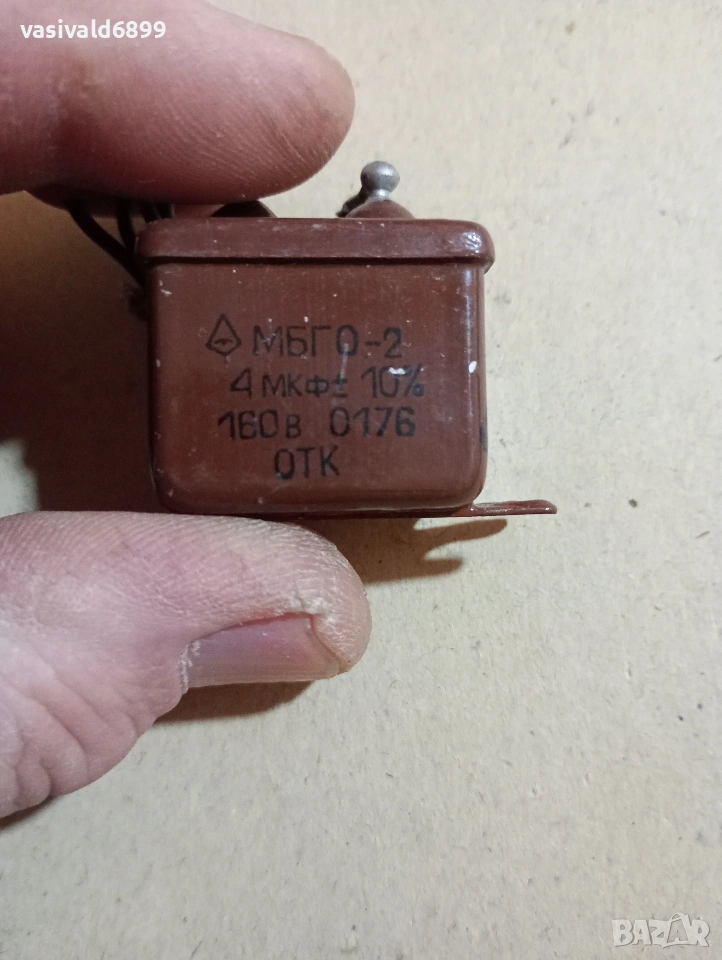 vasivald6899
МБГО-2
4 мкф± 10%
160в 0176
ОТК
BAZAR